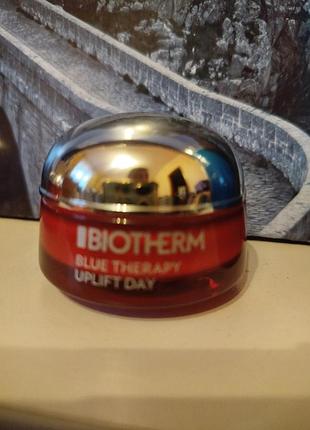 BIOTHERM
BLUE THERAPY
UPLIFT DAY